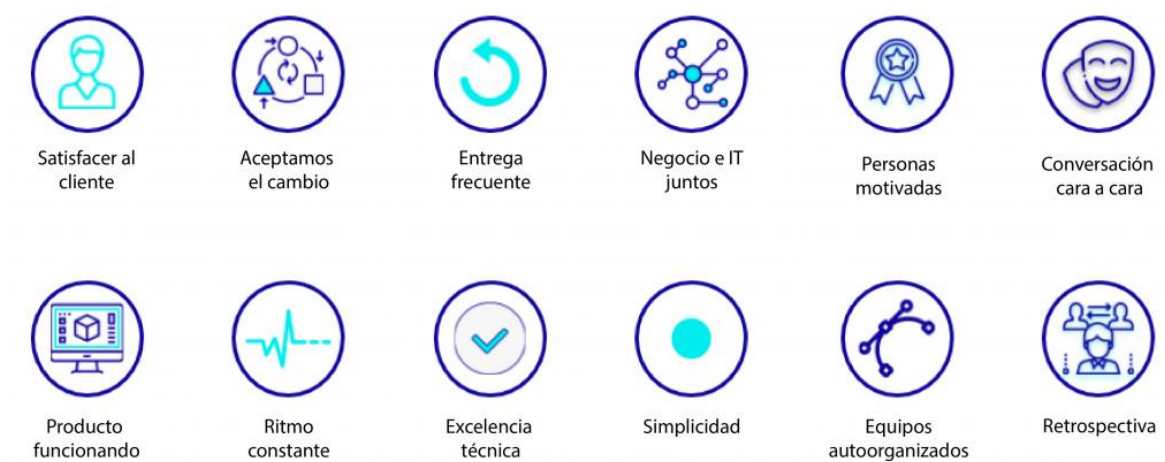 Satisfacer al
cliente
Aceptamos
el cambio
Entrega
frecuente
Negocio e IT
juntos
Personas
motivadas
Conversación
cara a cara
Producto
funcionando
Ritmo
constante
Excelencia
técnica
Simplicidad
Equipos
autoorganizados
Retrospectiva